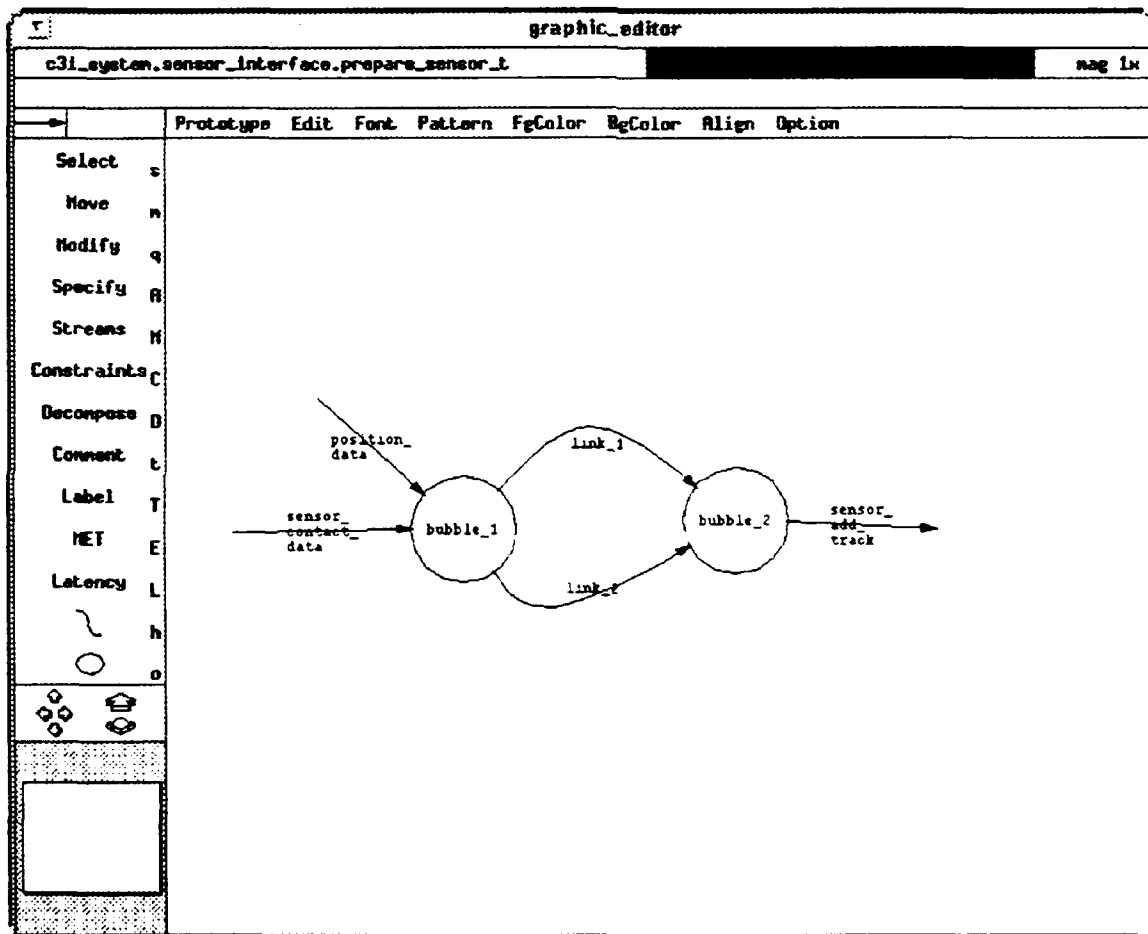 graphic_editor
c3i_system.sensor_interface.prepare_sensor_t
mag 1x
Prototype Edit Font Pattern FgColor BgColor Align Option
Select s
Move m
Modify q
Specify A
Streams M
Constraints C
Decompose D
Comment t
Label T
MET E
Latency L
h
o
position_
data
link_1
sensor_
contact_
data
bubble_1
bubble_2
sensor_
add_
track
link_2